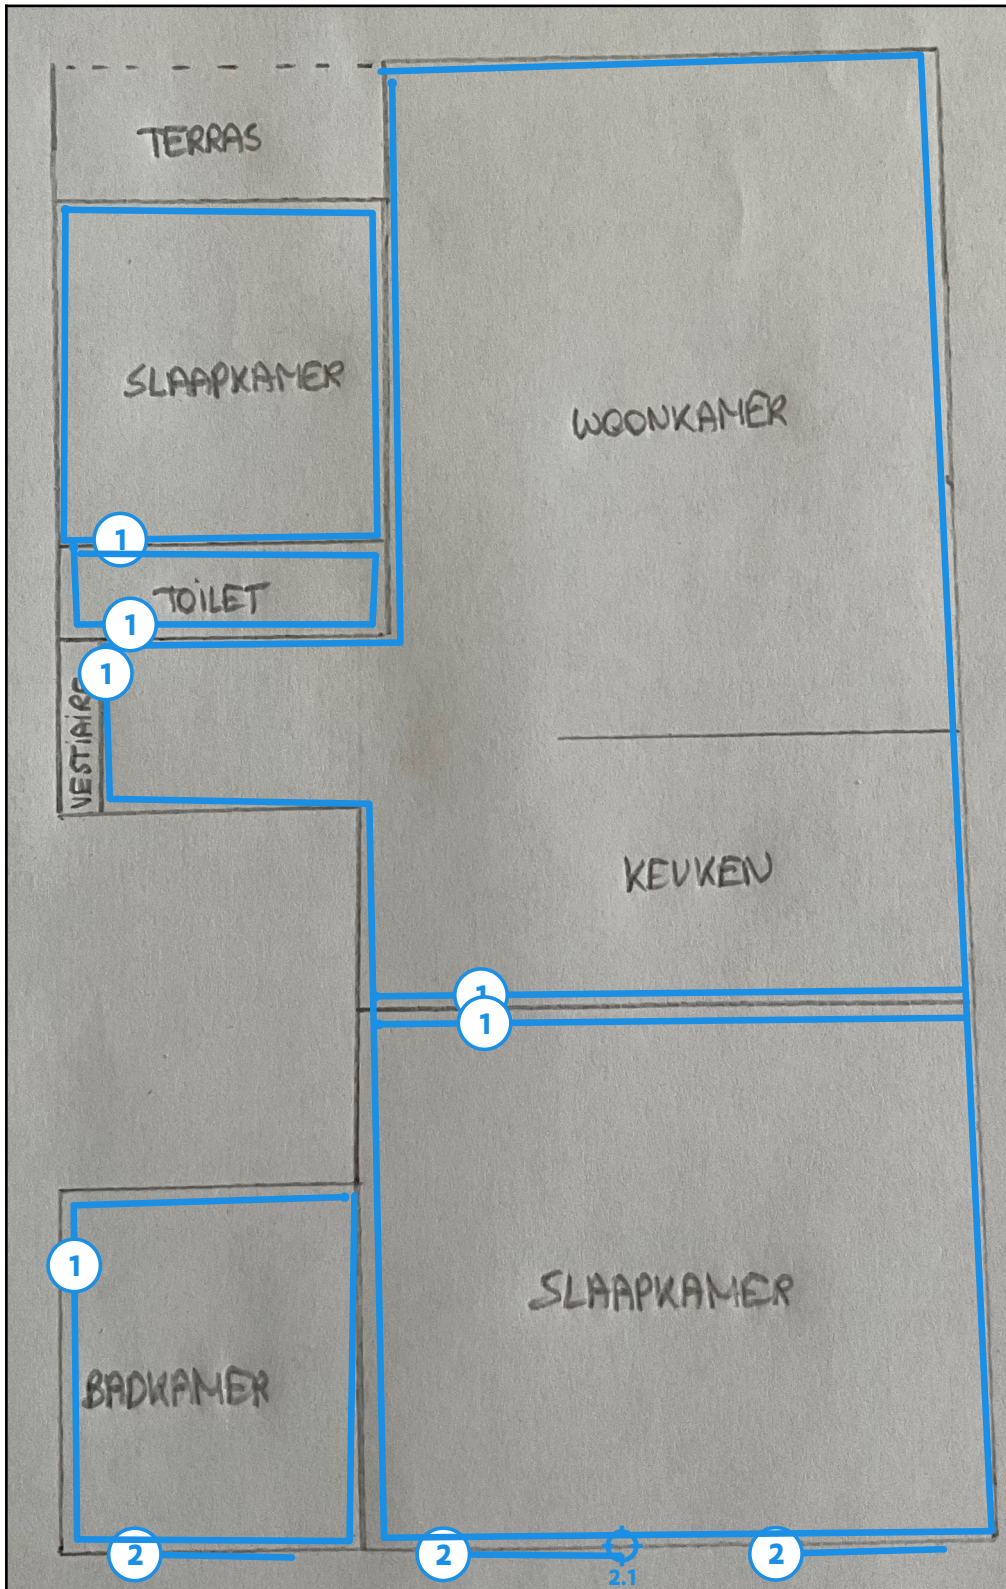 TERRAS
SLAAPKAMER
WOONKAMER
1
TOILET
1
1
VESTIAIRE
KEUKEN
1
1
1
SLAAPKAMER
BADKAMER
2
2
2
2.1